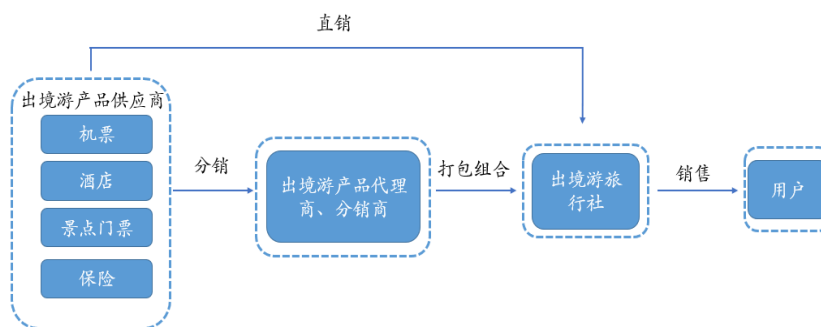 直销
出境游产品供应商
机票
酒店
景点门票
保险
分销
出境游产品代理
商、分销商
打包组合
出境游旅
行社
销售
用户